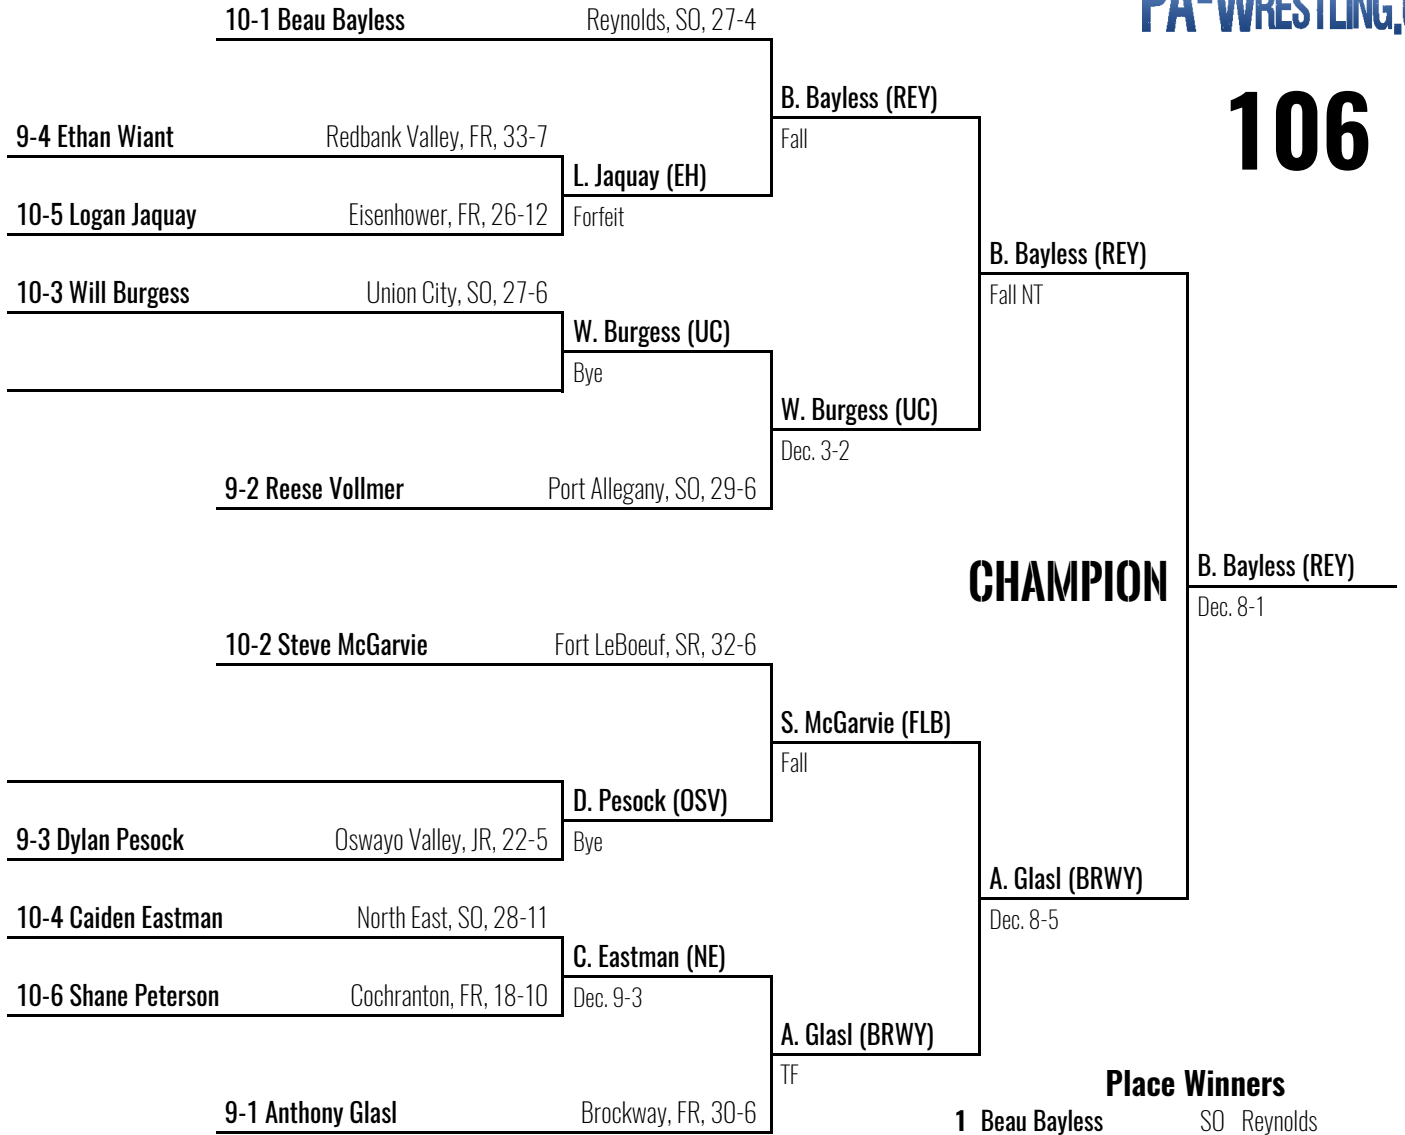 10-1 Beau Bayless Reynolds, SO, 27-4
PA-WRESTLING.
106
B. Bayless (REY)
Fall
9-4 Ethan Wiant Redbank Valley, FR, 33-7
L. Jaquay (EH)
10-5 Logan Jaquay Eisenhower, FR, 26-12
Forfeit
B. Bayless (REY)
Fall NT
10-3 Will Burgess Union City, SO, 27-6
W. Burgess (UC)
Bye
W. Burgess (UC)
Dec. 3-2
9-2 Reese Vollmer Port Allegany, SO, 29-6
CHAMPION
B. Bayless (REY)
Dec. 8-1
10-2 Steve McGarvie Fort LeBoeuf, SR, 32-6
S. McGarvie (FLB)
Fall
D. Pesock (OSV)
9-3 Dylan Pesock Oswayo Valley, JR, 22-5
Bye
A. Glasl (BRWY)
Dec. 8-5
10-4 Caiden Eastman North East, SO, 28-11
C. Eastman (NE)
10-6 Shane Peterson Cochranton, FR, 18-10
Dec. 9-3
A. Glasl (BRWY)
TF
9-1 Anthony Glasl Brockway, FR, 30-6
Place Winners
1 Beau Bayless SO Reynolds